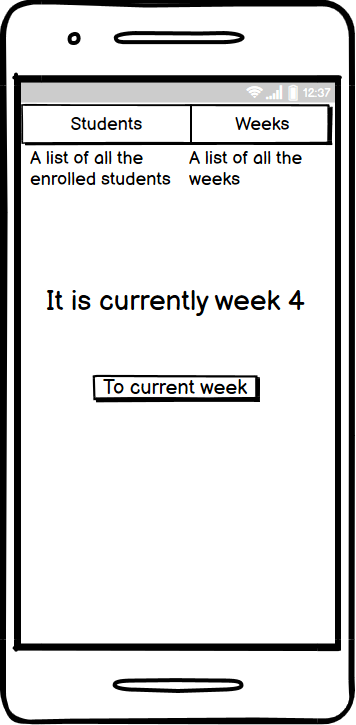 12:37
Students
Weeks
A list of all the
enrolled students
A list of all the
weeks
It is currently week 4
To current week